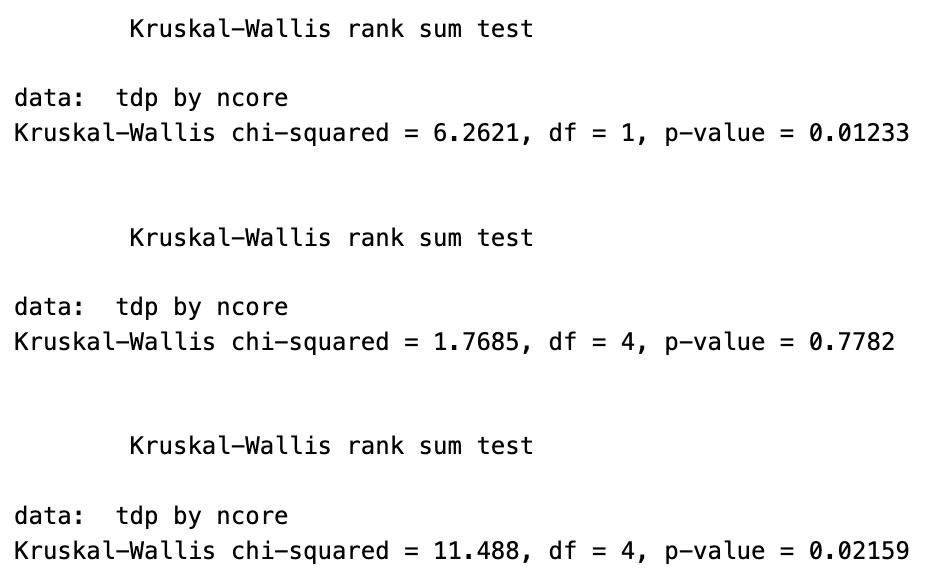 Kruskal-Wallis rank sum test
data:  tdp by ncore
Kruskal-Wallis chi-squared = 6.2621, df = 1, p-value = 0.01233
Kruskal-Wallis rank sum test
data:  tdp by ncore
Kruskal-Wallis chi-squared = 1.7685, df = 4, p-value = 0.7782
Kruskal-Wallis rank sum test
data:  tdp by ncore
Kruskal-Wallis chi-squared = 11.488, df = 4, p-value = 0.02159